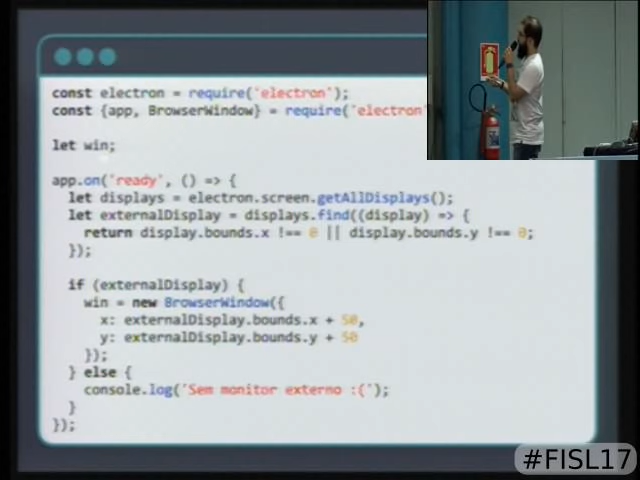 const electron = require('electron');
const {app, BrowserWindow} = require('electron'
let win;
app.on('ready', () => {
let displays = electron.screen.getAllDisplays();
let externalDisplay = displays.find((display) => {
return display.bounds.x !== 0 || display.bounds.y !== 0;
});
if (externalDisplay) {
win = new BrowserWindow({
x: externalDisplay.bounds.x + 50,
y: externalDisplay.bounds.y + 50
});
} else {
console.log('Sem monitor externo :(');
}
});
#FISL17